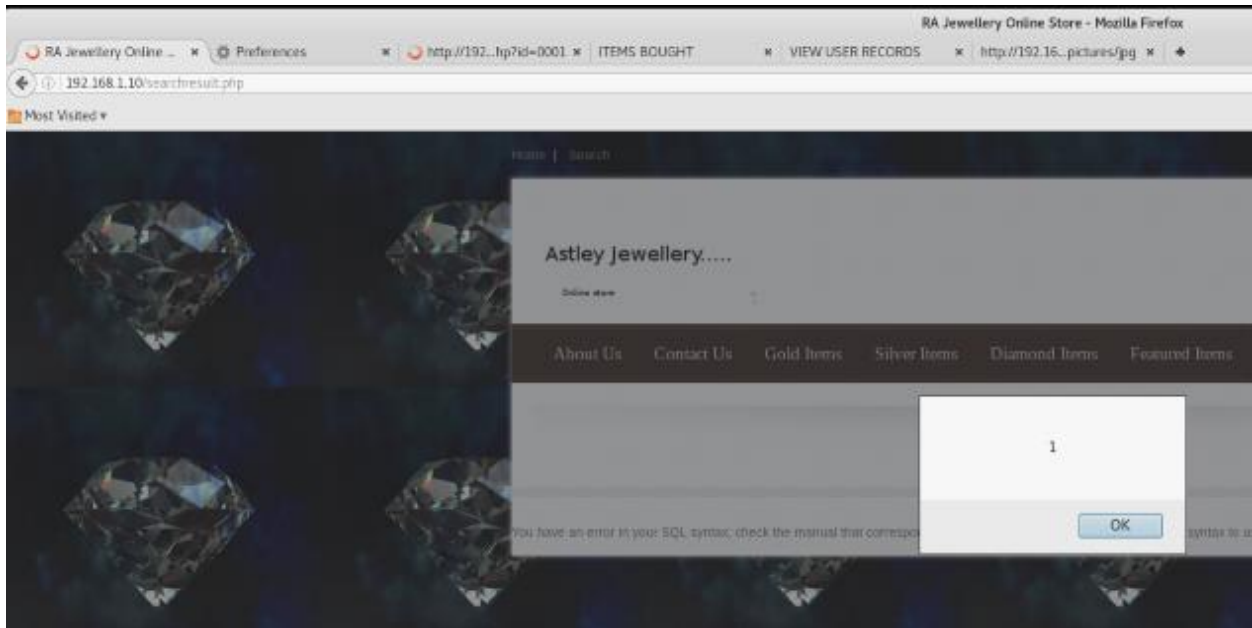 RA Jewellery Online Store - Mozilla Firefox
RA Jewellery Online ... Preferences http://192...hp?id=0001 ITEMS BOUGHT VIEW USER RECORDS http://192.16...pictures/jpg
192.168.1.10/searchresult.php
Most Visited
Home | Search
Astley Jewellery.....
Online store
About Us Contact Us Gold Items Silver Items Diamond Items Featured Items
1
OK
You have an error in your SQL syntax; check the manual that correspo syntax to u